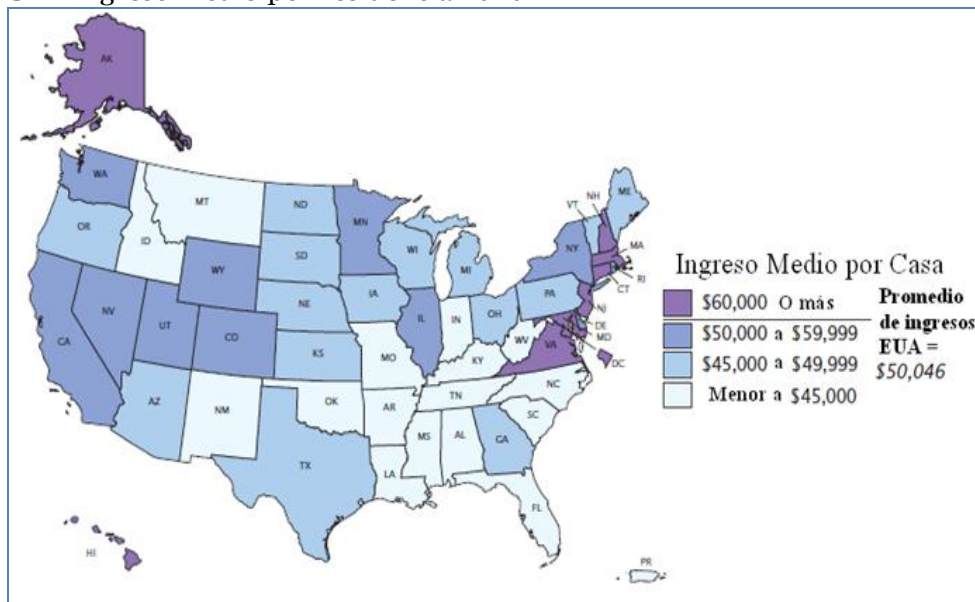 AK
WA
MT
ND
MN
ME
VT
NH
OR
ID
SD
WI
MI
NY
MA
RI
CT
WY
NE
IA
PA
NJ
DE
MD
DC
NV
UT
CO
KS
IL
IN
OH
WV
VA
CA
MO
KY
NC
AZ
NM
OK
AR
TN
SC
MS
AL
GA
TX
LA
FL
HI
PR
Ingreso Medio por Casa
$60,000 O más
$50,000 a $59,999
$45,000 a $49,999
Menor a $45,000
Promedio
de ingresos
EUA =
$50,046